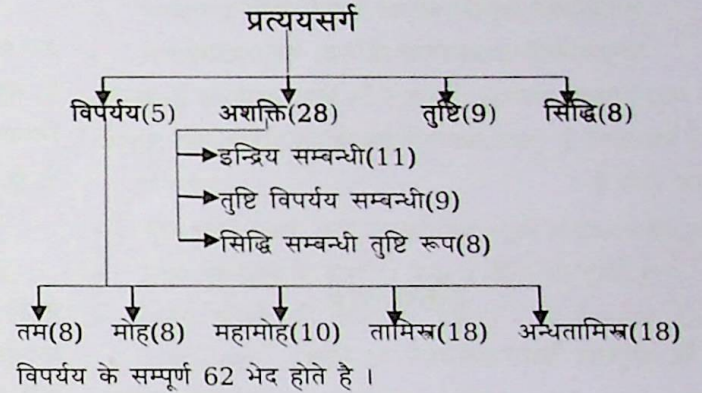 प्रत्ययसर्ग
विपर्यय(5) अशक्ति(28) तुष्टि(9) सिद्धि(8)
इन्द्रिय सम्बन्धी(11)
तुष्टि विपर्यय सम्बन्धी(9)
सिद्धि सम्बन्धी तुष्टि रूप(8)
तम(8) मोह(8) महामोह(10) तामिस्त्र(18) अन्धतामिस्त्र(18)
विपर्यय के सम्पूर्ण 62 भेद होते है ।